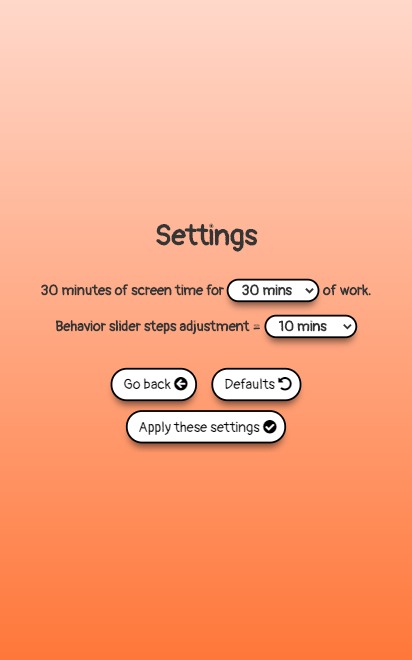 Settings
30 minutes of screen time for 30 mins of work.
Behavior slider steps adjustment = 10 mins
Go back Defaults
Apply these settings